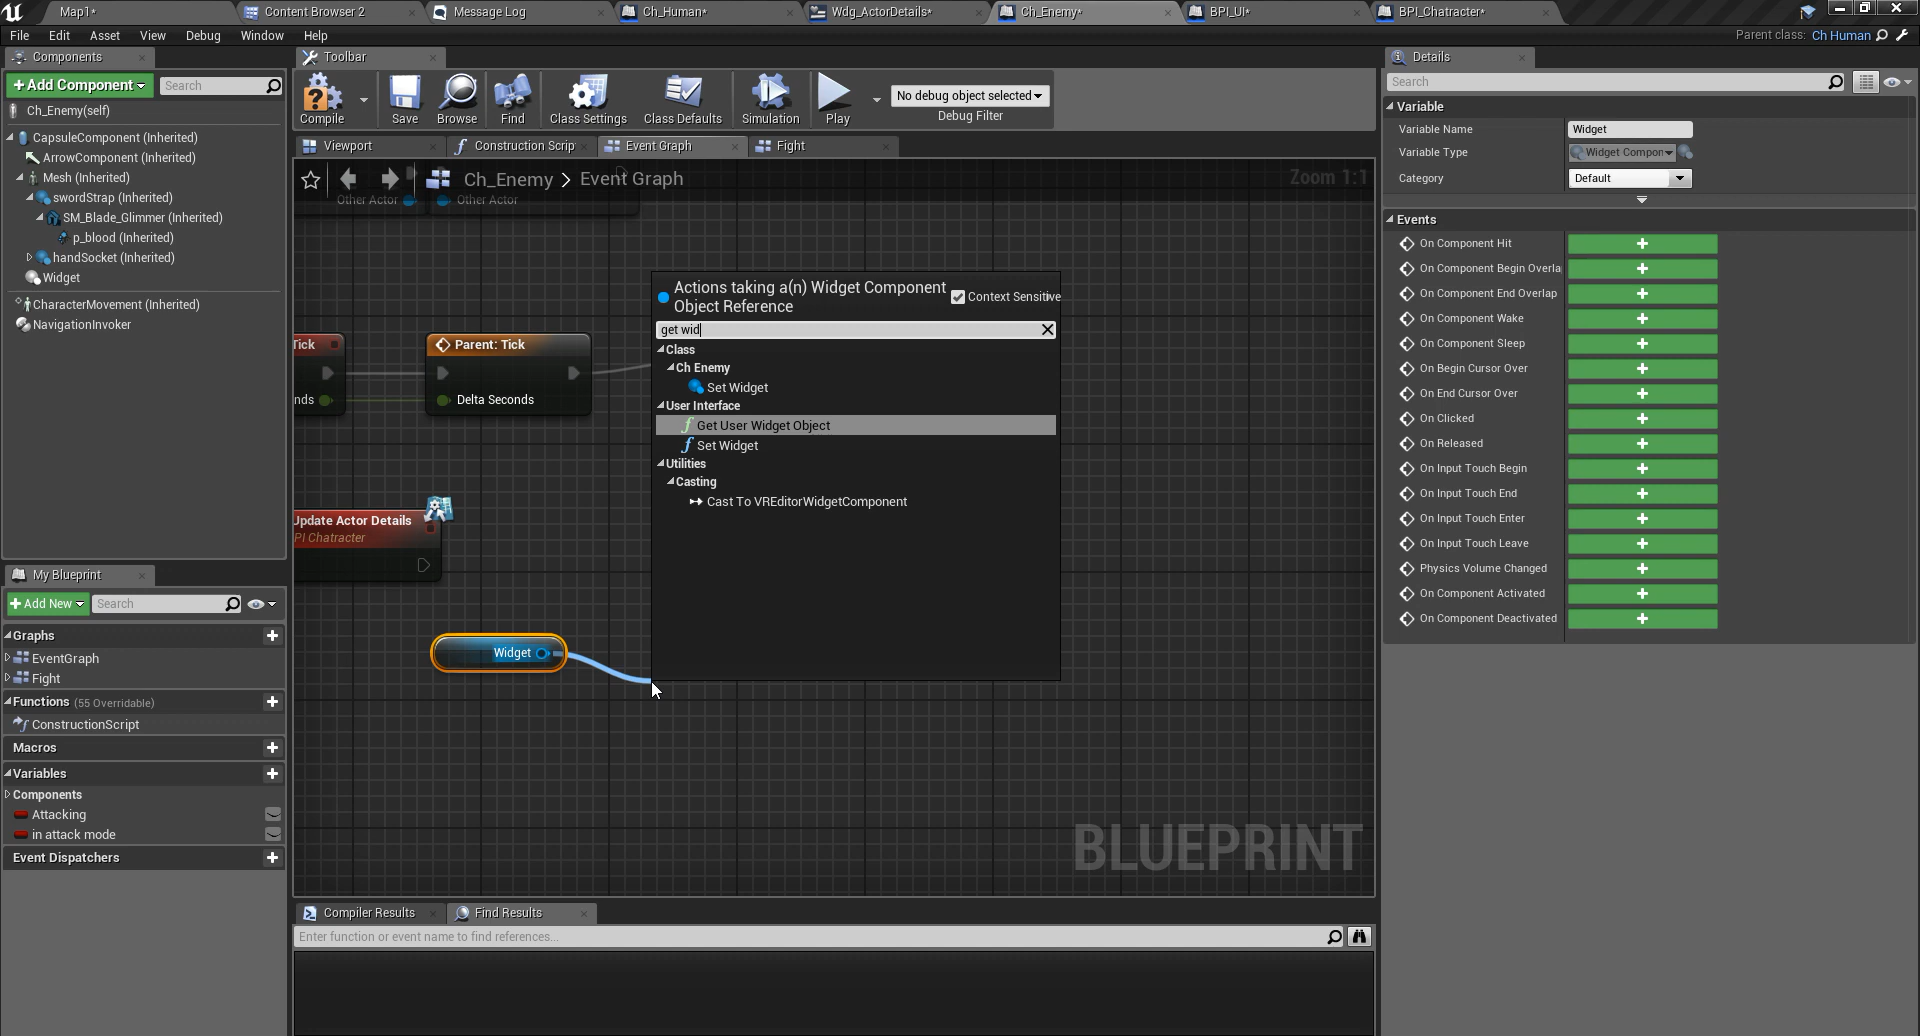 Map1*
Content Browser 2
Message Log
Ch_Human*
Wdg_ActorDetails*
Ch_Enemy*
BPI_UI*
BPI_Chatracter*
File Edit Asset View Debug Window Help
Parent class: Ch Human
Components
+Add Component
Search
Ch_Enemy(self)
CapsuleComponent (Inherited)
ArrowComponent (Inherited)
Mesh (Inherited)
swordStrap (Inherited)
SM_Blade_Glimmer (Inherited)
p_blood (Inherited)
handSocket (Inherited)
Widget
CharacterMovement (Inherited)
NavigationInvoker
My Blueprint
+Add New
Search
Graphs
EventGraph
Fight
Functions (55 Overridable)
ConstructionScript
Macros
Variables
Components
Attacking
in attack mode
Event Dispatchers
Toolbar
Compile
Save
Browse
Find
Class Settings
Class Defaults
Simulation
Play
No debug object selected
Debug Filter
Viewport
Construction Scrip
Event Graph
Fight
Ch_Enemy > Event Graph
Zoom 1:1
Other Actor
Other Actor
Tick
nds
Parent: Tick
Delta Seconds
Update Actor Details
PI Chatracter
Widget
Actions taking a(n) Widget Component
Object Reference
Context Sensitive
get wid
Class
Ch Enemy
Set Widget
User Interface
Get User Widget Object
Set Widget
Utilities
Casting
Cast To VREditorWidgetComponent
BLUEPRINT
Compiler Results
Find Results
Enter function or event name to find references...
Details
Search
Variable
Variable Name
Widget
Variable Type
Widget Compon
Category
Default
Events
On Component Hit
On Component Begin Overla
On Component End Overlap
On Component Wake
On Component Sleep
On Begin Cursor Over
On End Cursor Over
On Clicked
On Released
On Input Touch Begin
On Input Touch End
On Input Touch Enter
On Input Touch Leave
Physics Volume Changed
On Component Activated
On Component Deactivated